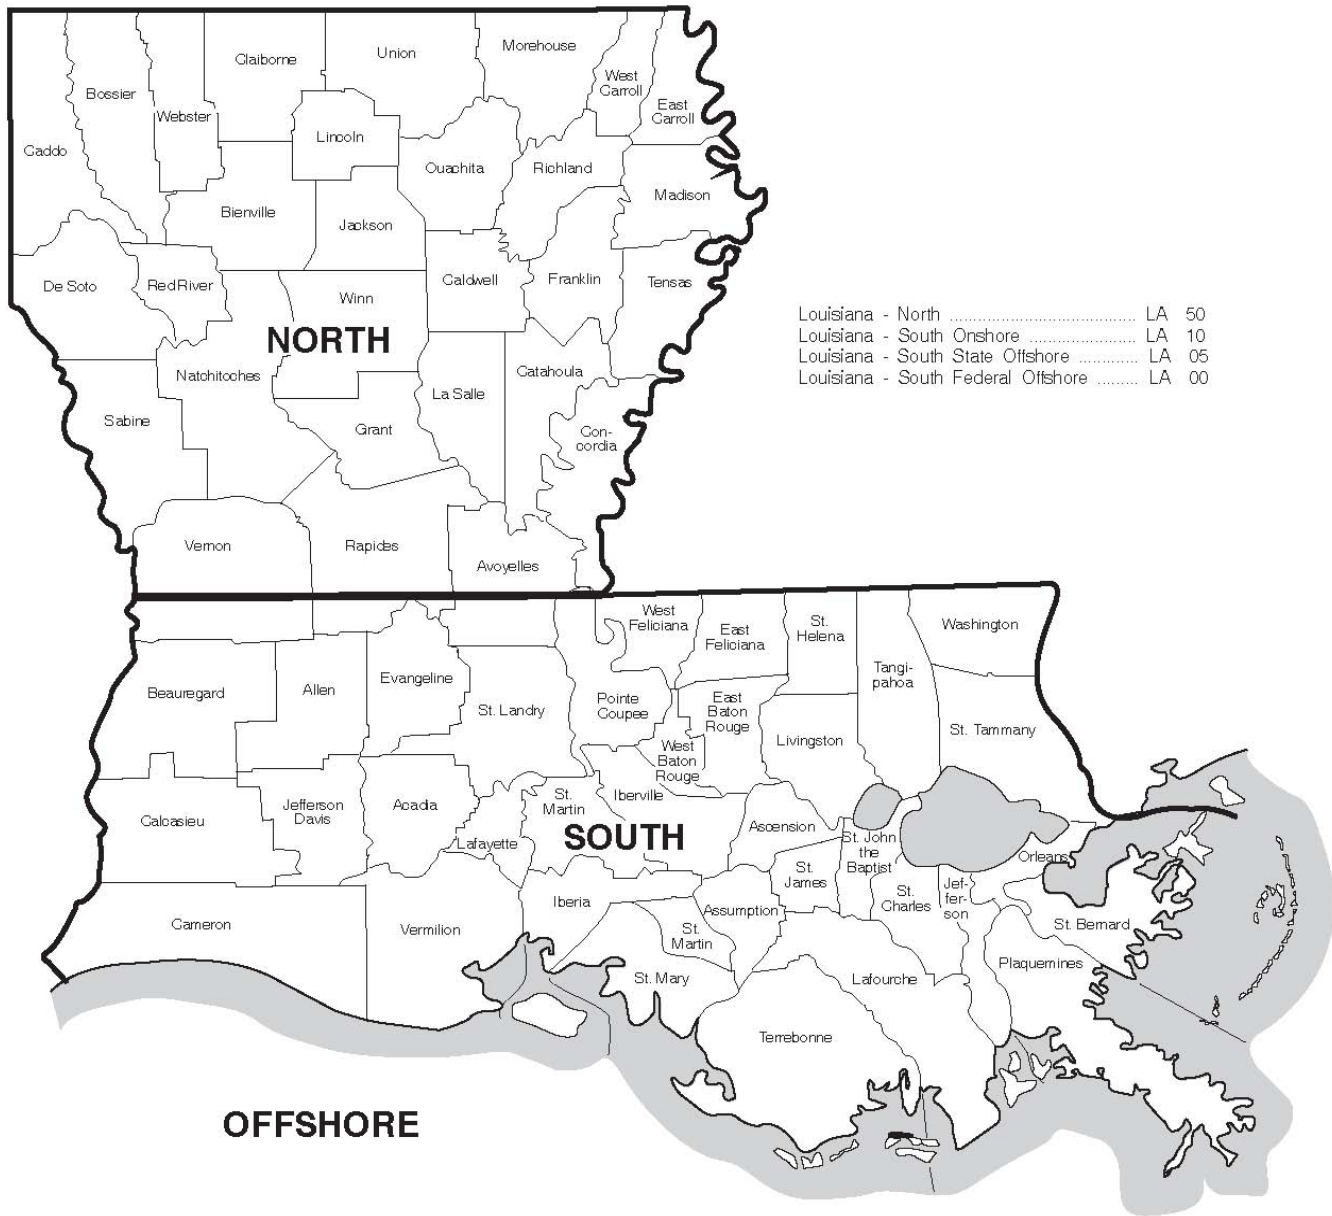 Claiborne
Union
Morehouse
West
Carroll
East
Carroll
Bossier
Webster
Lincoln
Caddo
Ouachita
Richland
Madison
Bienville
Jackson
De Soto
Red River
Winn
Caldwell
Franklin
Tensas
NORTH
Natchitoches
La Salle
Catahoula
Sabine
Grant
Con-
cordia
Vernon
Rapides
Avoyelles
Louisiana - North ..................................... LA 50
Louisiana - South Onshore ...................... LA 10
Louisiana - South State Offshore ............ LA 05
Louisiana - South Federal Offshore ........ LA 00
West
Feliciana
East
Feliciana
St.
Helena
Washington
Tangi-
pahoa
Beauregard
Allen
Evangeline
St. Landry
Pointe
Coupee
East
Baton
Rouge
St. Tammany
Livingston
West
Baton
Rouge
Calcasieu
Jefferson
Davis
Acadia
St.
Martin
Iberville
SOUTH
Lafayette
Ascension
St. John
the
Baptist
Orleans
St.
James
St.
Charles
Jef-
fer-
son
Cameron
Vermilion
Iberia
St.
Martin
Assumption
St. Bernard
St. Mary
Lafourche
Plaquemines
Terrebonne
OFFSHORE